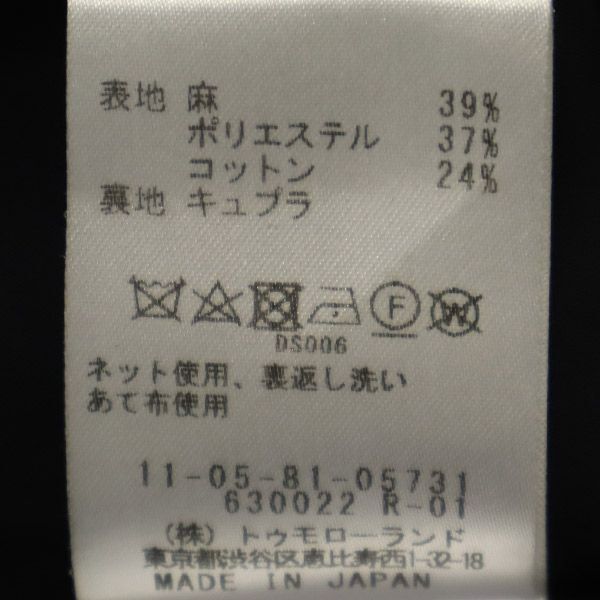 表地 麻 39%
ポリエステル 37%
コットン 24%
裏地 キュプラ
F W
DS006
ネット使用、裏返し洗い
あて布使用
11-05-81-05731
630022 R-01
(株)トゥモローランド
東京都渋谷区恵比寿西1-32-18
MADE IN JAPAN